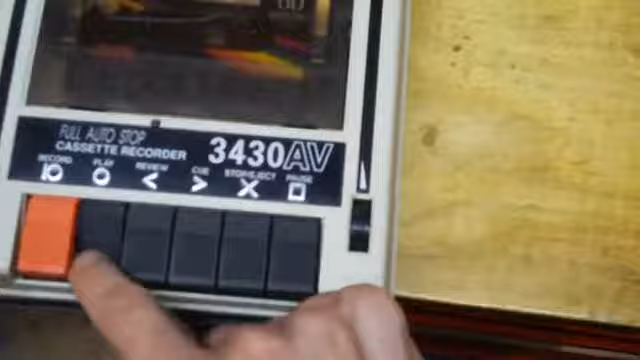 FULL AUTO STOP
CASSETTE RECORDER
3430AV
RECORD PLAY REVIEW CUE STOP/EJECT PAUSE